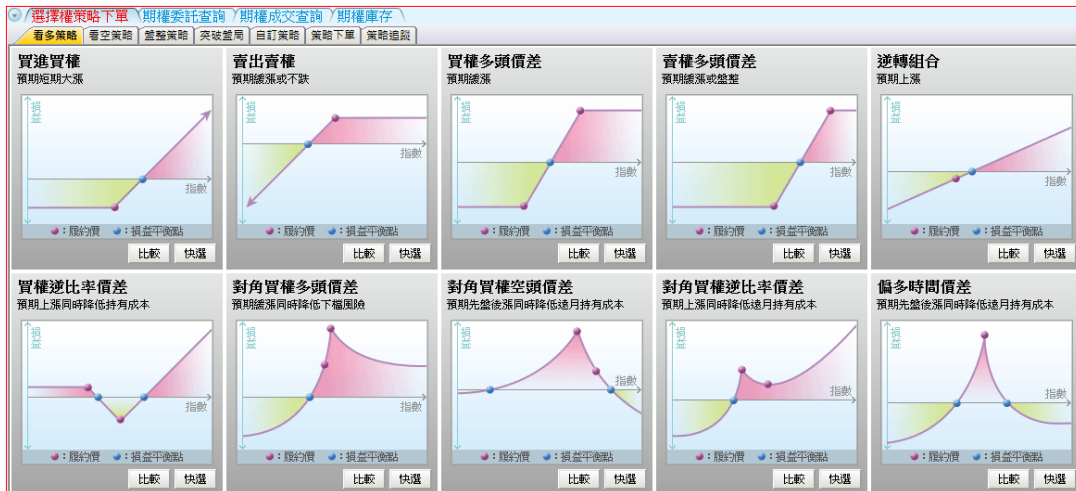 選擇權策略下單 期權委託查詢 期權成交查詢 期權庫存
看多策略 看空策略 盤整策略 突破盤局 自訂策略 策略下單 策略追蹤
買進買權 賣出賣權 買權多頭價差 賣權多頭價差 逆轉組合
預期短期大漲 預期緩漲或不跌 預期緩漲 預期緩漲或盤整 預期上漲
損益 損益 損益 損益 損益
指數 指數 指數 指數 指數
:履約價 :損益平衡點 :履約價 :損益平衡點 :履約價 :損益平衡點 :履約價 :損益平衡點 :履約價 :損益平衡點
比較 快選 比較 快選 比較 快選 比較 快選 比較 快選
買權逆比率價差 對角買權多頭價差 對角買權空頭價差 對角買權逆比率價差 偏多時間價差
預期上漲同時降低持有成本 預期緩漲同時降低下檔風險 預期先盤後漲同時降低遠月持有成本 預期上漲同時降低遠月持有成本 預期先盤後漲同時降低遠月持有成本
損益 損益 損益 損益 損益
指數 指數 指數 指數 指數
:履約價 :損益平衡點 :履約價 :損益平衡點 :履約價 :損益平衡點 :履約價 :損益平衡點 :履約價 :損益平衡點
比較 快選 比較 快選 比較 快選 比較 快選 比較 快選